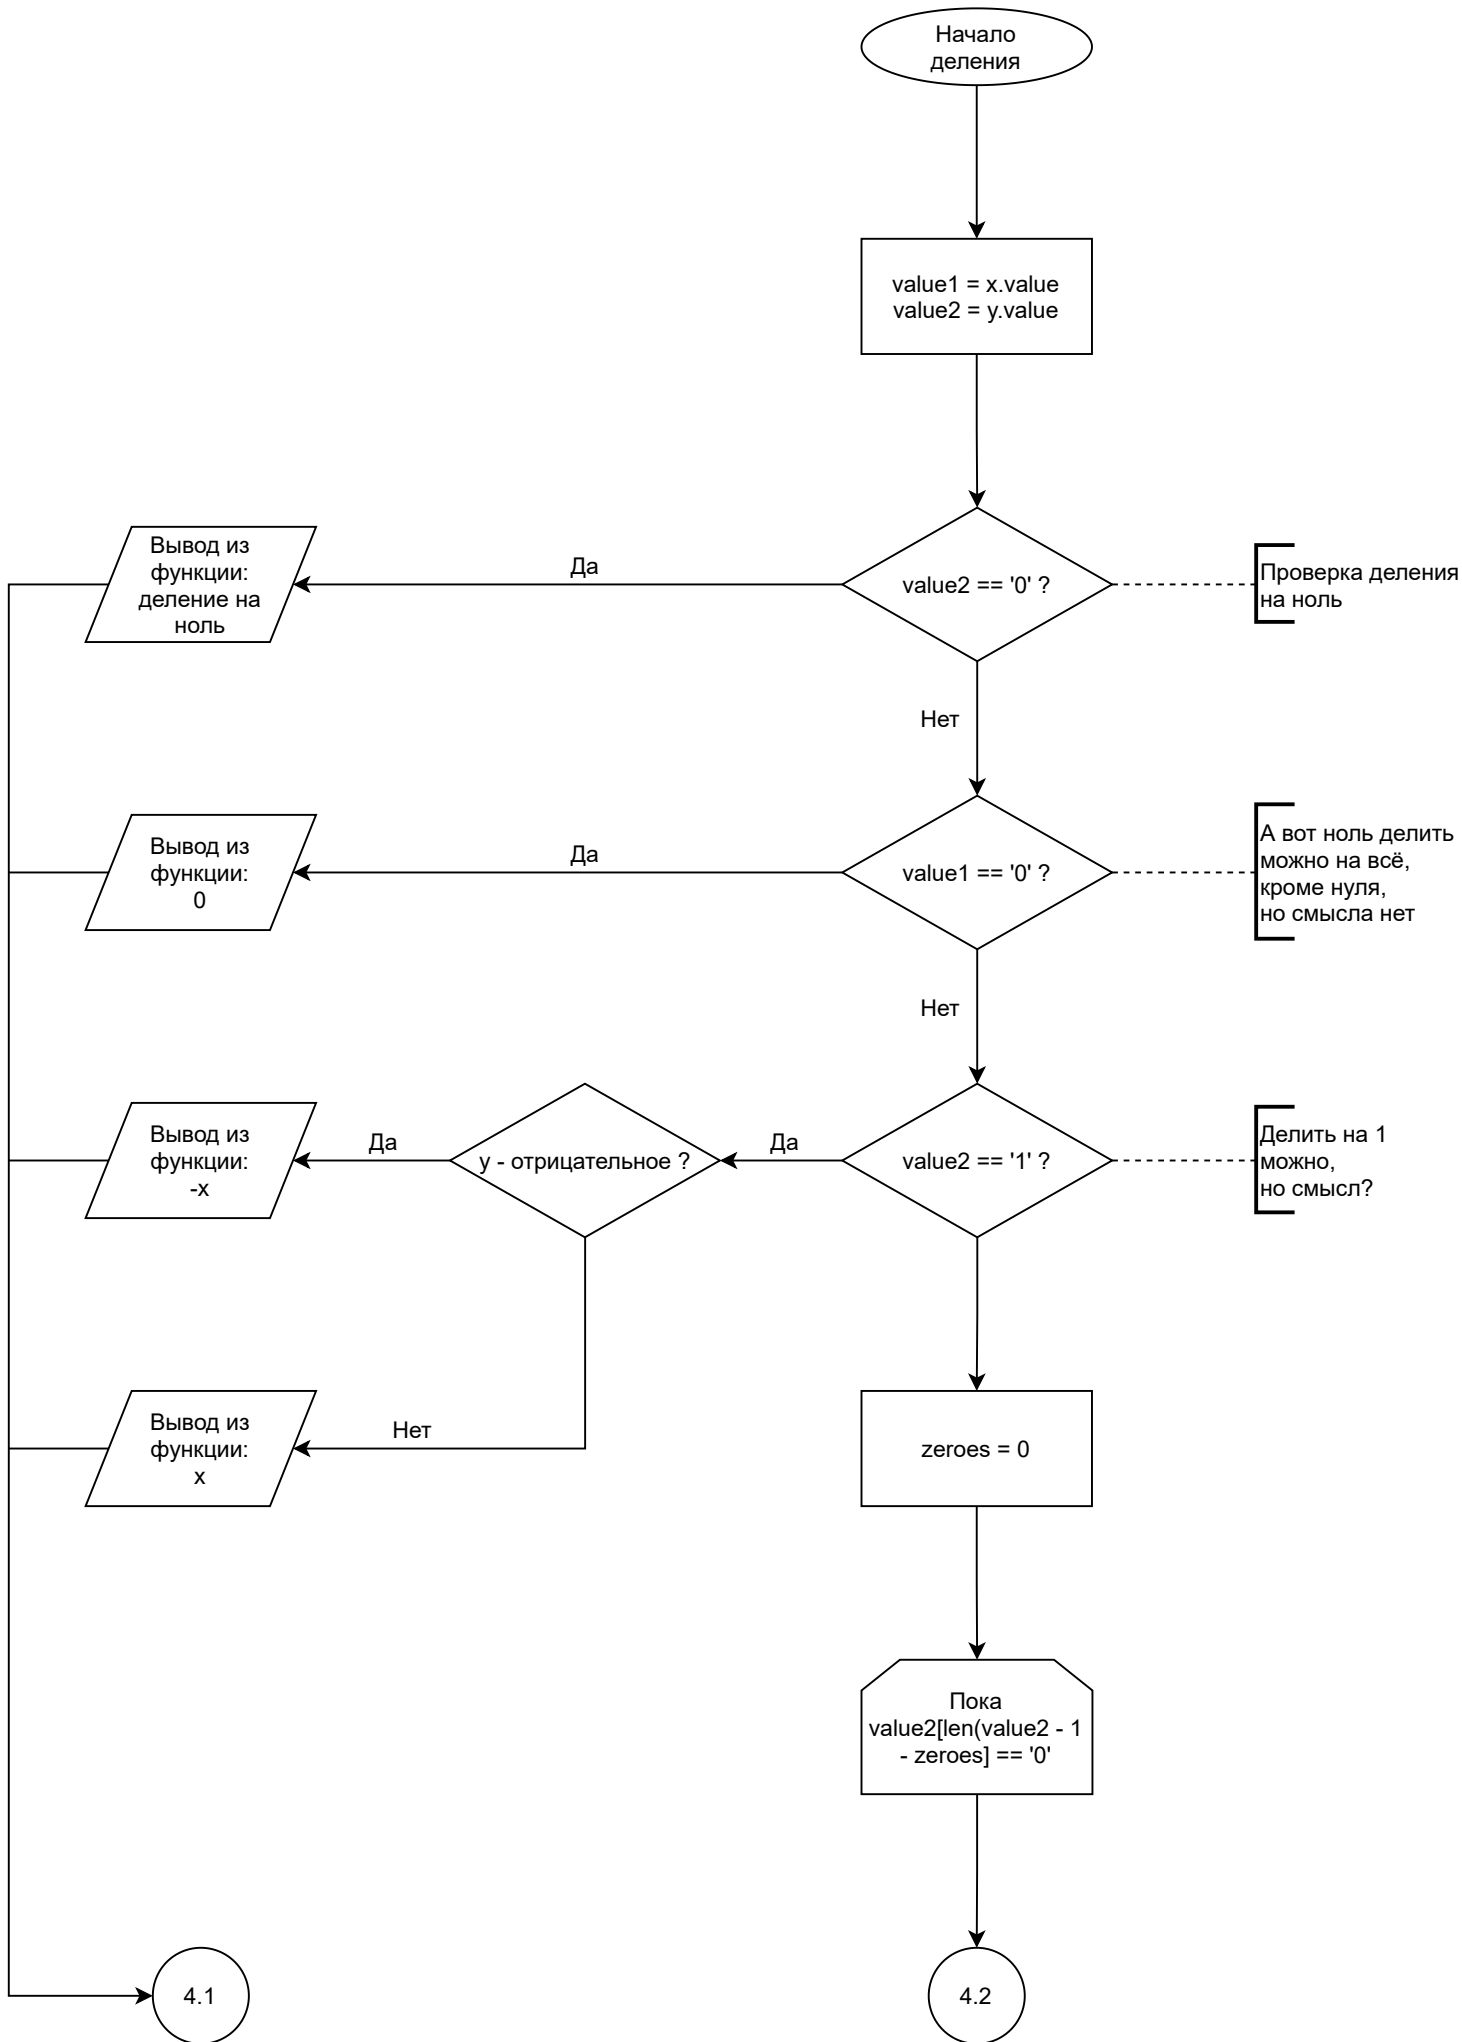 Начало
деления
value1 = x.value
value2 = y.value
Вывод из
функции:
деление на
ноль
Да
value2 == '0' ?
Проверка деления
на ноль
Нет
Вывод из
функции:
0
Да
value1 == '0' ?
А вот ноль делить
можно на всё,
кроме нуля,
но смысла нет
Нет
Вывод из
функции:
-x
Да
y - отрицательное ?
Да
value2 == '1' ?
Делить на 1
можно,
но смысл?
Вывод из
функции:
x
Нет
zeroes = 0
Пока
value2[len(value2 - 1
- zeroes] == '0'
4.1
4.2